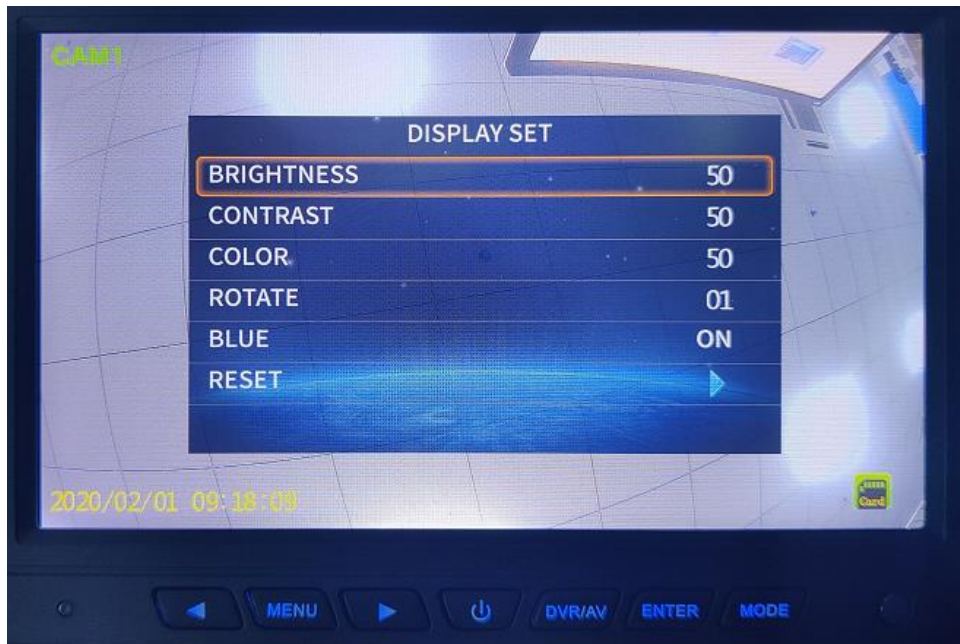 CAM1
DISPLAY SET
BRIGHTNESS 50
CONTRAST 50
COLOR 50
ROTATE 01
BLUE ON
RESET
2020/02/01 09:18:09
Card
MENU DVR/AV ENTER MODE